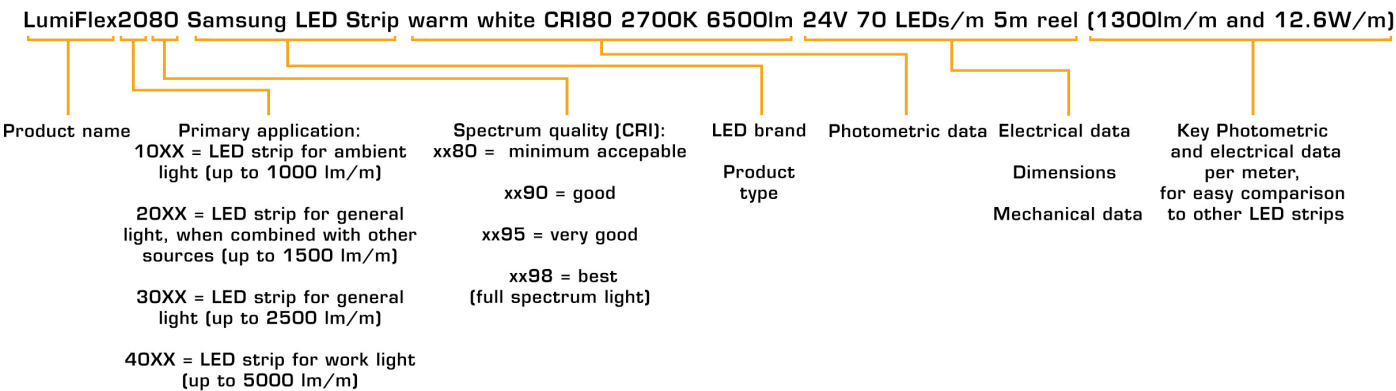 LumiFlex2080 Samsung LED Strip warm white CRI80 2700K 6500lm 24V 70 LEDs/m 5m reel (1300lm/m and 12.6W/m)
Product name
Primary application:
10XX = LED strip for ambient
light (up to 1000 lm/m)
20XX = LED strip for general
light, when combined with other
sources (up to 1500 lm/m)
30XX = LED strip for general
light (up to 2500 lm/m)
40XX = LED strip for work light
(up to 5000 lm/m)
Spectrum quality (CRI):
xx80 = minimum accepable
xx90 = good
xx95 = very good
xx98 = best
(full spectrum light)
LED brand
Product
type
Photometric data
Electrical data
Dimensions
Mechanical data
Key Photometric
and electrical data
per meter,
for easy comparison
to other LED strips